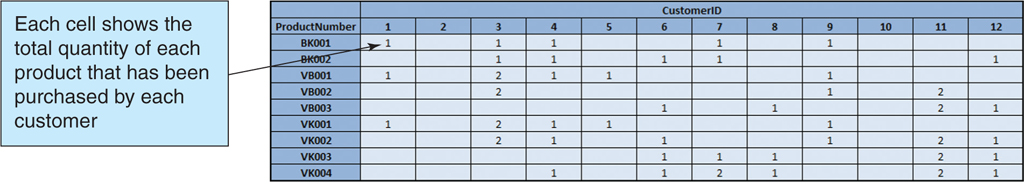 Each cell shows the
total quantity of each
product that has been
purchased by each
customer
CustomerID
ProductNumber 1 2 3 4 5 6 7 8 9 10 11 12
BK001 1 1 1 1 1
BK002 1 1 1 1 1
VB001 1 2 1 1 1
VB002 2 1 2
VB003 1 1 2 1
VK001 1 2 1 1 1
VK002 2 1 1 1 2 1
VK003 1 1 1 2 1
VK004 1 1 2 1 2 1